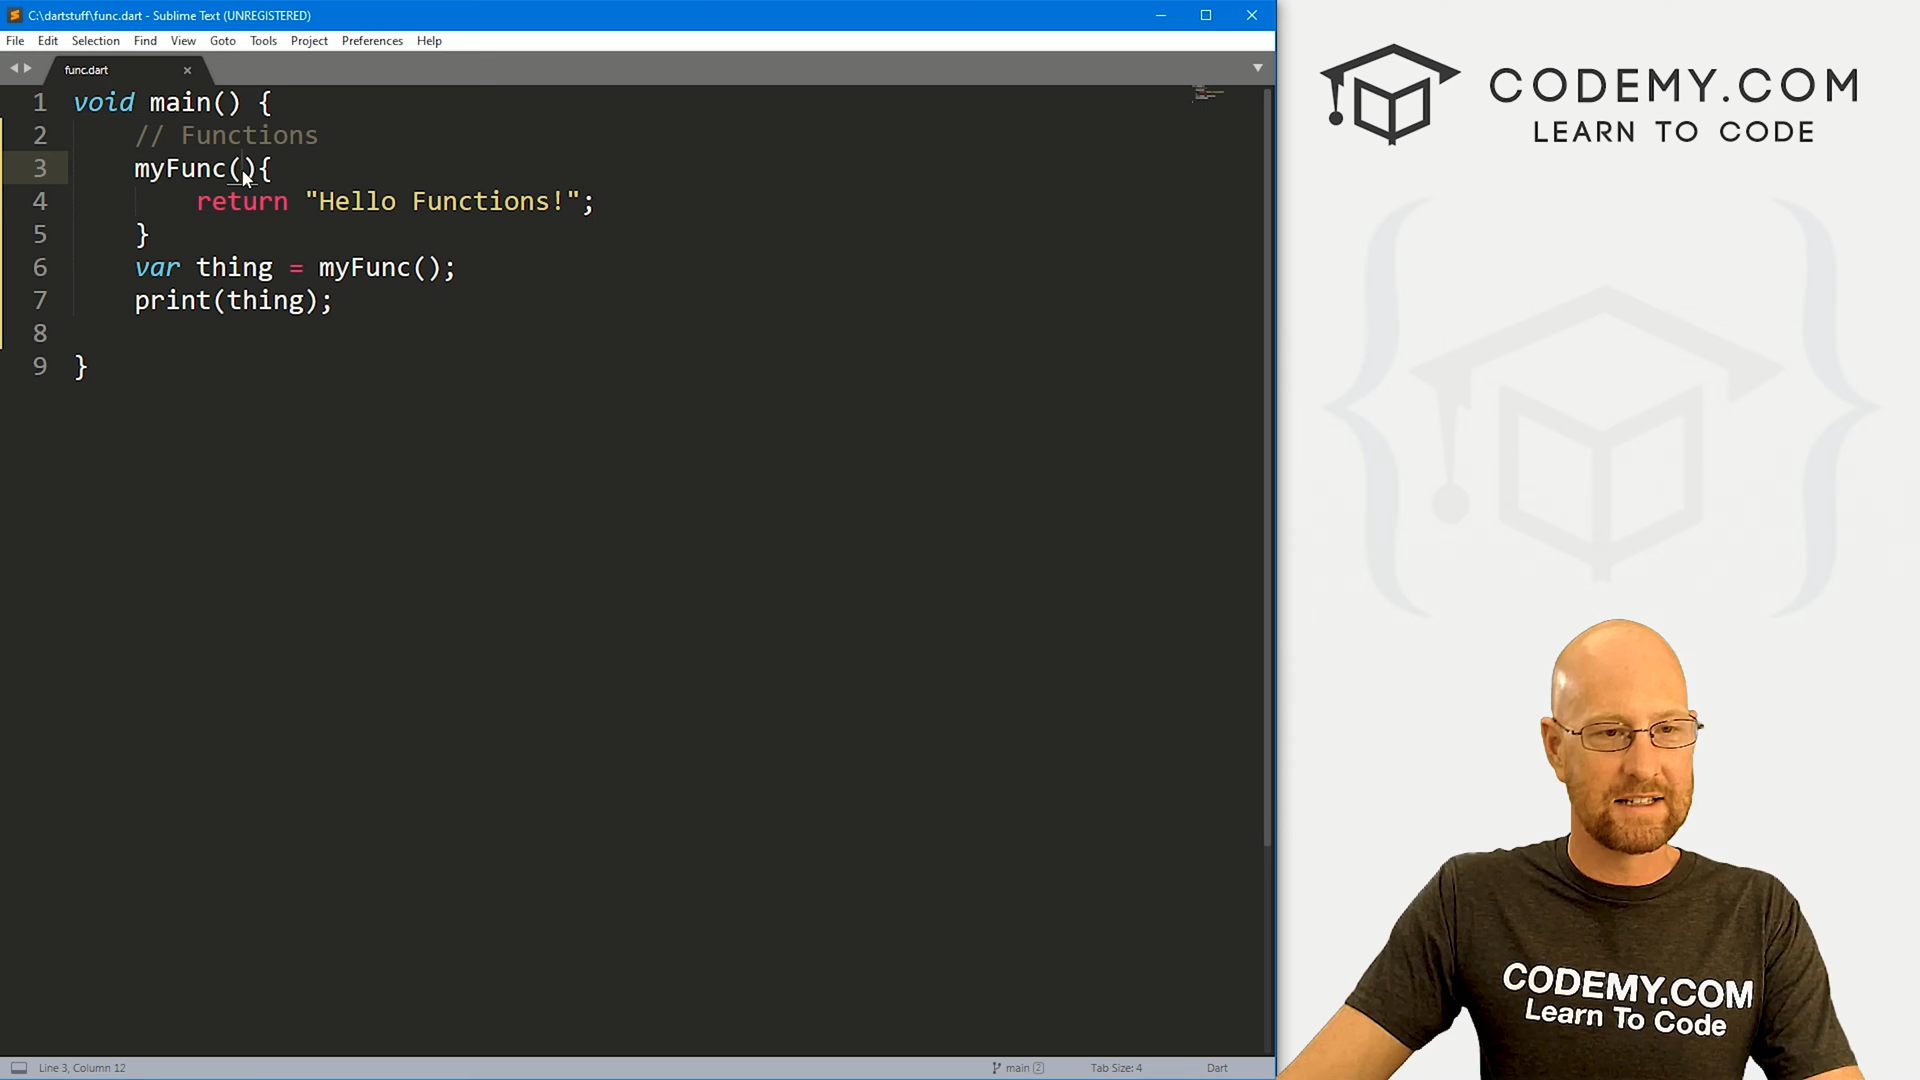 C:\dartstuff\func.dart - Sublime Text (UNREGISTERED)
File Edit Selection Find View Goto Tools Project Preferences Help
func.dart
1 void main() {
2 // Functions
3 myFunc(){
4 return "Hello Functions!";
5 }
6 var thing = myFunc();
7 print(thing);
8
9 }
Line 3, Column 12
main 2
Tab Size: 4
Dart
CODEMY.COM
LEARN TO CODE
CODEMY.COM
Learn To Code